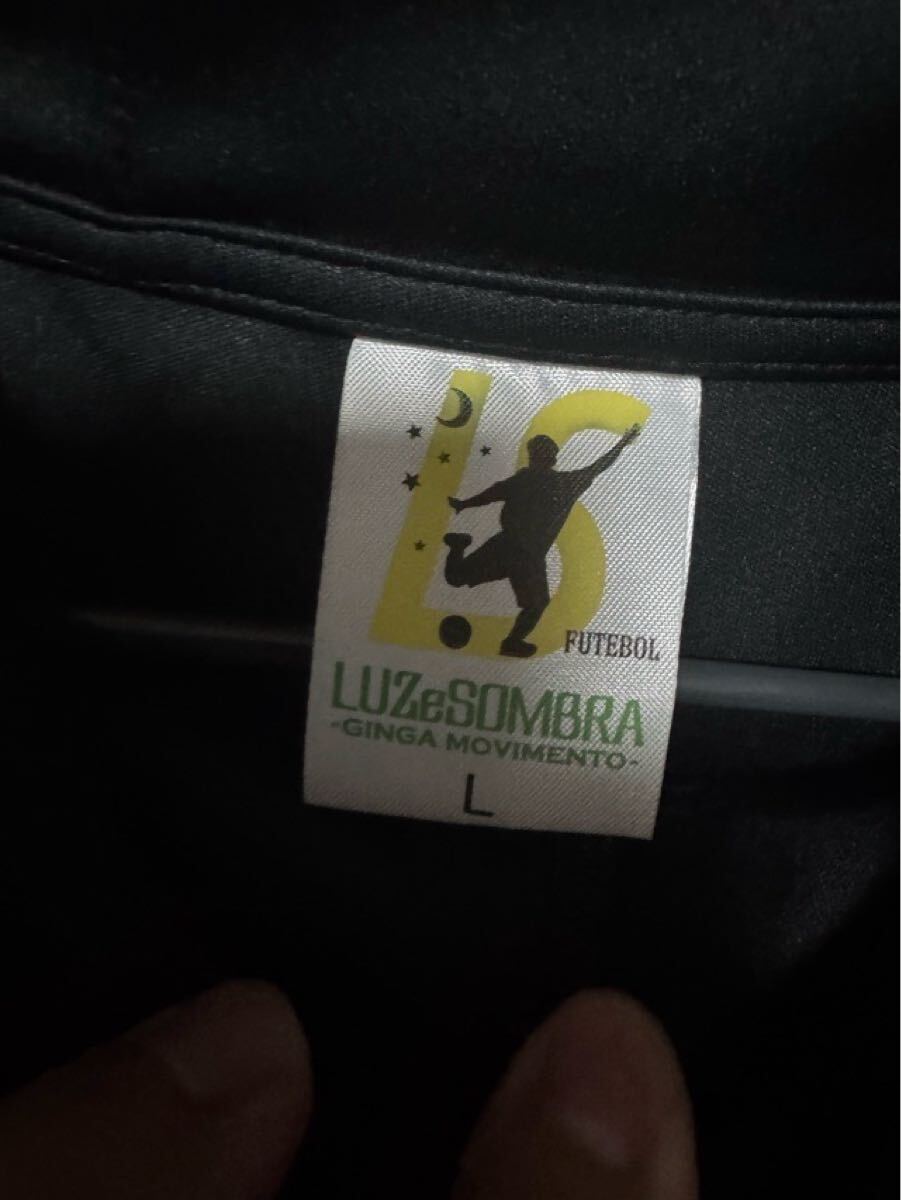 LS
FUTEBOL
LUZeSOMBRA
-GINGA MOVIMENTO-
L